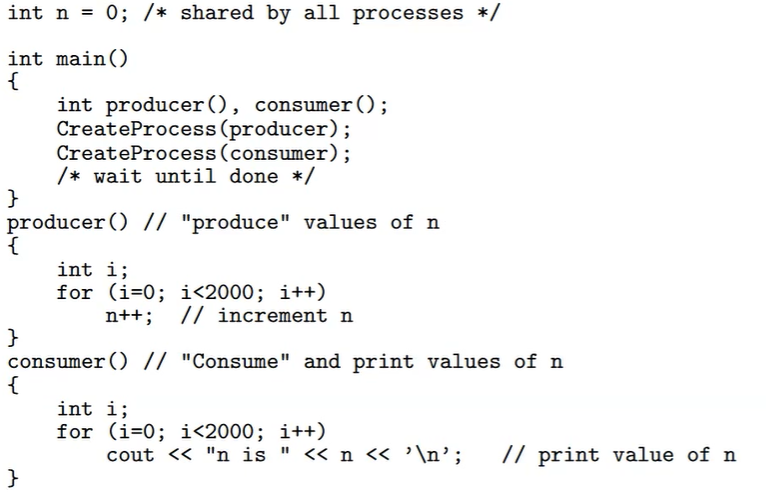 int n = 0; /* shared by all processes */
int main()
{
    int producer(), consumer();
    CreateProcess(producer);
    CreateProcess(consumer);
    /* wait until done */
}
producer() // "produce" values of n
{
    int i;
    for (i=0; i<2000; i++)
        n++;  // increment n
}
consumer() // "Consume" and print values of n
{
    int i;
    for (i=0; i<2000; i++)
        cout << "n is " << n << '\n';   // print value of n
}